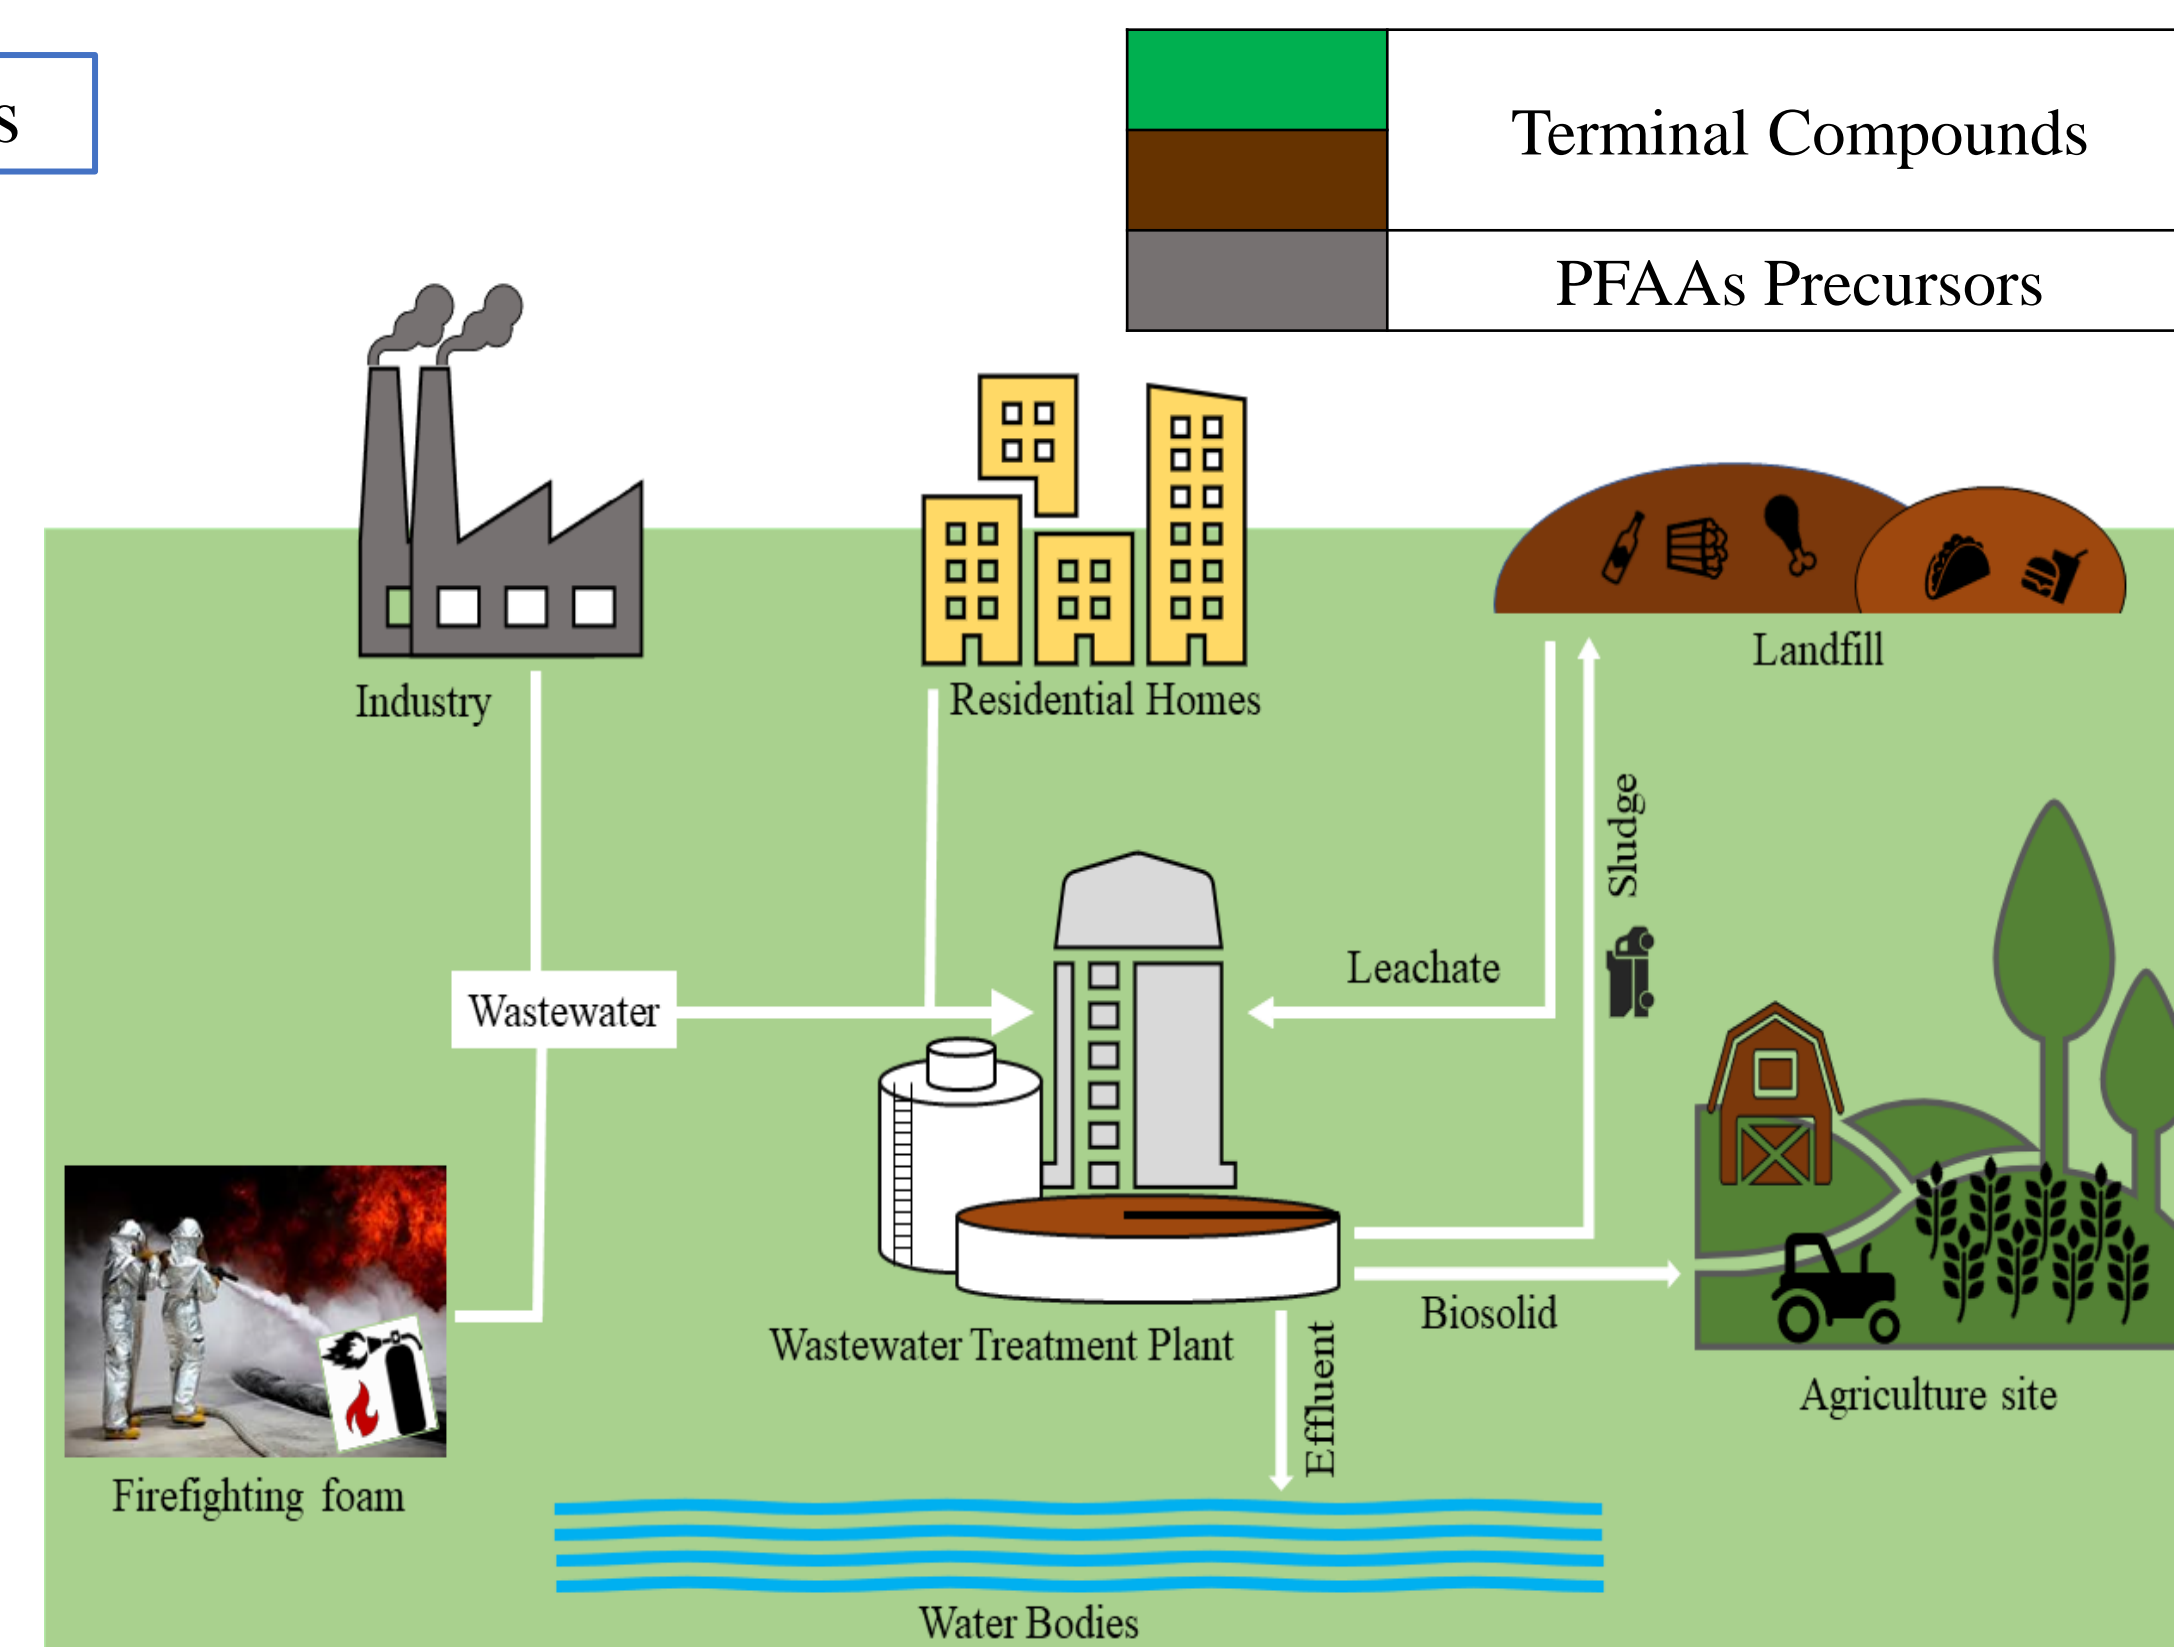 s
Terminal Compounds
PFAAs Precursors
Landfill
Industry
Residential Homes
Sludge
Leachate
Wastewater
Biosolid
Wastewater Treatment Plant
Effluent
Agriculture site
Firefighting foam
Water Bodies